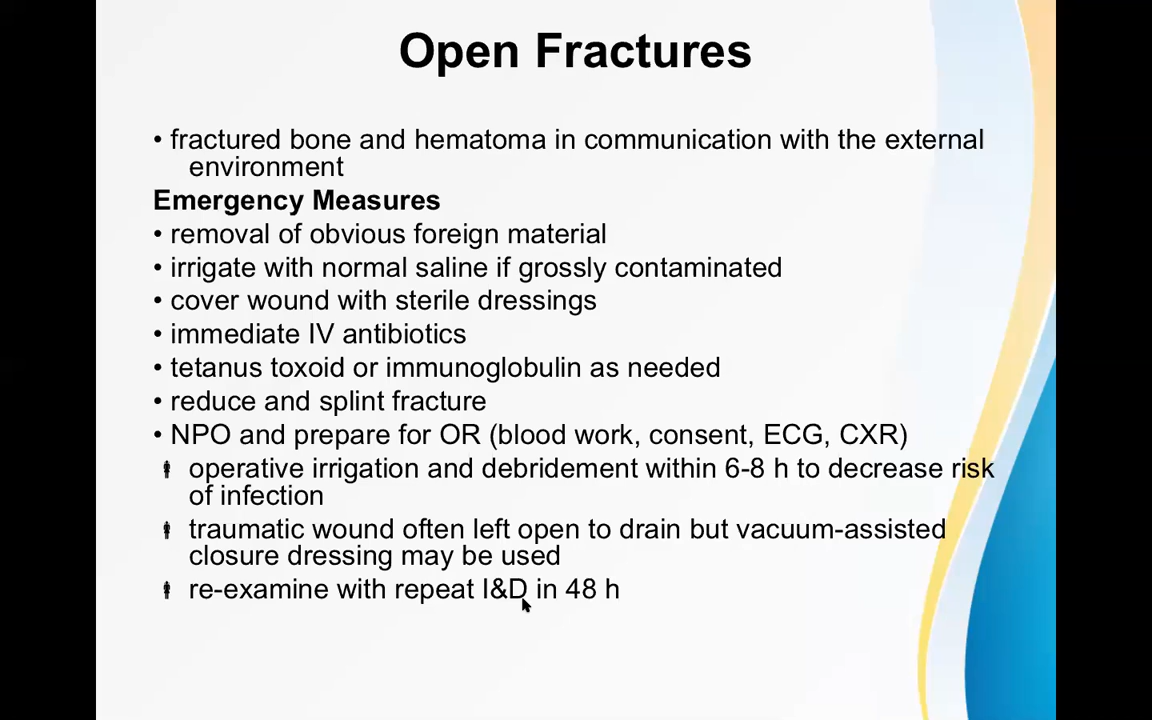 Open Fractures
• fractured bone and hematoma in communication with the external
environment
Emergency Measures
• removal of obvious foreign material
• irrigate with normal saline if grossly contaminated
• cover wound with sterile dressings
• immediate IV antibiotics
• tetanus toxoid or immunoglobulin as needed
• reduce and splint fracture
• NPO and prepare for OR (blood work, consent, ECG, CXR)
operative irrigation and debridement within 6-8 h to decrease risk
of infection
traumatic wound often left open to drain but vacuum-assisted
closure dressing may be used
re-examine with repeat I&D in 48 h